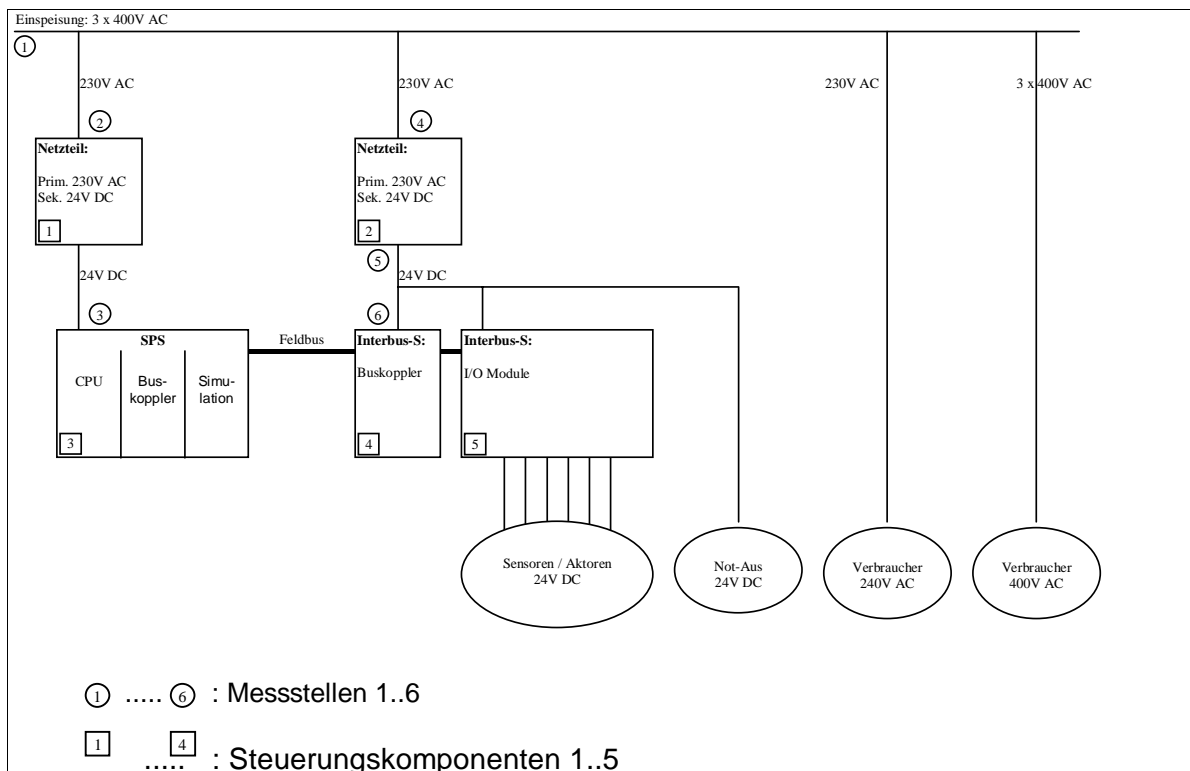 Einspeisung: 3 x 400V AC
1
230V AC
230V AC
230V AC
3 x 400V AC
2
4
Netzteil:
Prim. 230V AC
Sek. 24V DC
1
Netzteil:
Prim. 230V AC
Sek. 24V DC
2
5
24V DC
24V DC
3
6
SPS
CPU
Bus-
koppler
Simu-
lation
3
Feldbus
Interbus-S:
Buskoppler
4
Interbus-S:
I/O Module
5
Sensoren / Aktoren
24V DC
Not-Aus
24V DC
Verbraucher
240V AC
Verbraucher
400V AC
1 ..... 6 : Messstellen 1..6
1 ..... 4 : Steuerungskomponenten 1..5